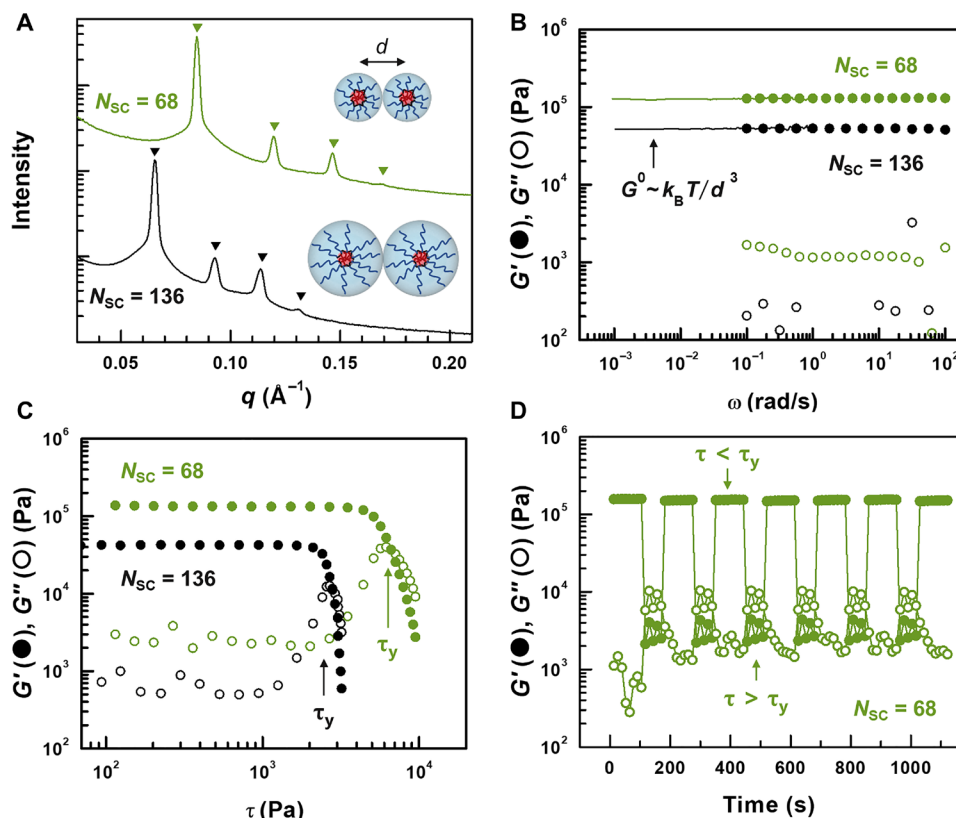 A
Intensity
N_SC = 68
d
N_SC = 136
0.05
0.10
0.15
0.20
q (Å⁻¹)
B
G′ (●), G″ (○) (Pa)
10⁶
10⁵
10⁴
10³
10²
N_SC = 68
N_SC = 136
G⁰~k_BT/d³
10⁻³
10⁻²
10⁻¹
10⁰
10¹
10²
ω (rad/s)
C
G′ (●), G″ (○) (Pa)
10⁶
10⁵
10⁴
10³
10²
N_SC = 68
N_SC = 136
τ_y
τ_y
10²
10³
10⁴
τ (Pa)
D
G′ (●), G″ (○) (Pa)
10⁶
10⁵
10⁴
10³
10²
τ < τ_y
τ > τ_y
N_SC = 68
0
200
400
600
800
1000
Time (s)